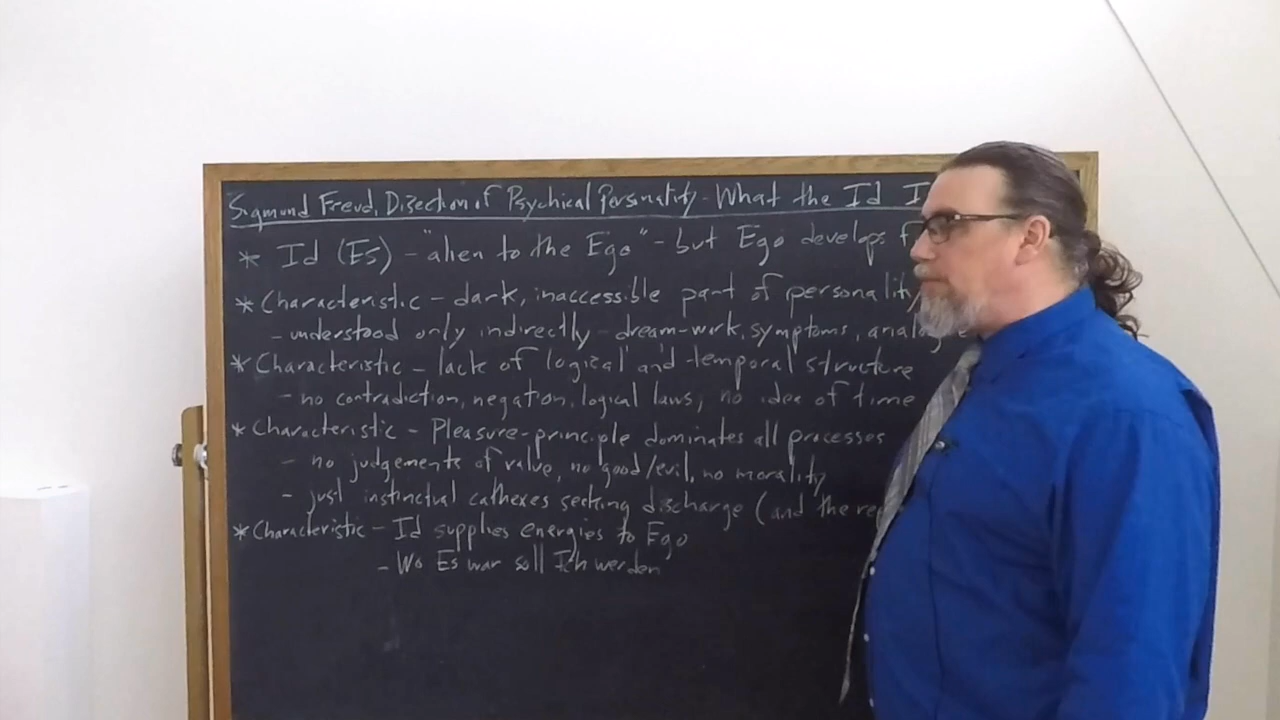 Sigmund Freud, Disection of Psychical Personality - What the Id I
* Id (Es) - "alien to the Ego" - but Ego develops f
* Characteristic - dark, inaccessible part of personality
- understood only indirectly - dream-work, symptoms, analog
* Characteristic - lack of logical and temporal structure
- no contradiction, negation, logical laws, no idea of time
* Characteristic - Pleasure-principle dominates all processes
- no judgements of value, no good/evil, no morality
- just instinctual cathexes seeking discharge (and the re
* Characteristic - Id supplies energies to Ego
- Wo Es war soll Ich werden